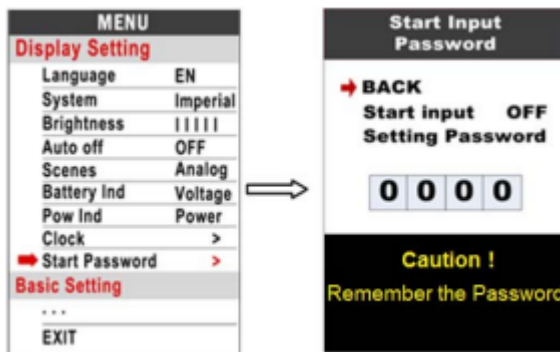 MENU
Display Setting
Language EN
System Imperial
Brightness | | | | |
Auto off OFF
Scenes Analog
Battery Ind Voltage
Pow Ind Power
Clock >
Start Password >
Basic Setting
...
EXIT
Start Input
Password
BACK
Start input OFF
Setting Password
0 0 0 0
Caution !
Remember the Password